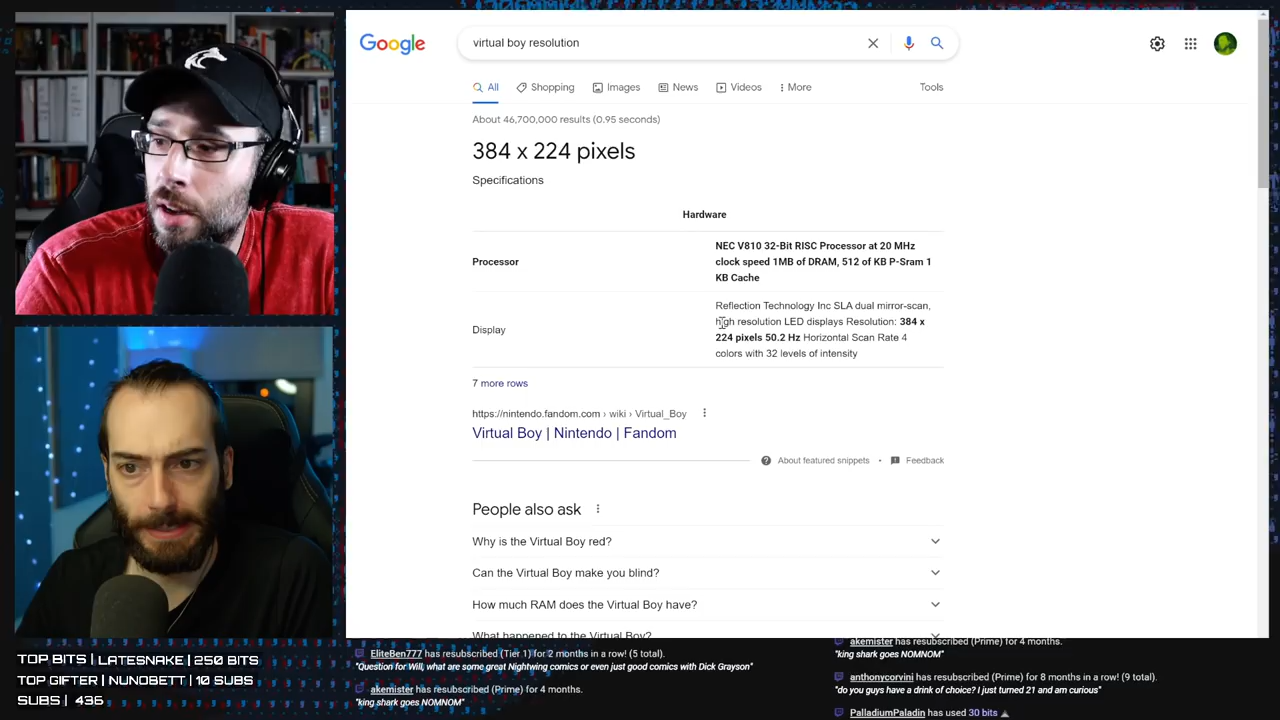 Google
virtual boy resolution
All
Shopping
Images
News
Videos
More
Tools
About 46,700,000 results (0.95 seconds)
384 x 224 pixels
Specifications
Hardware
Processor
NEC V810 32-Bit RISC Processor at 20 MHz
clock speed 1MB of DRAM, 512 of KB P-Sram 1
KB Cache
Display
Reflection Technology Inc SLA dual mirror-scan,
high resolution LED displays Resolution: 384 x
224 pixels 50.2 Hz Horizontal Scan Rate 4
colors with 32 levels of intensity
7 more rows
https://nintendo.fandom.com › wiki › Virtual_Boy
Virtual Boy | Nintendo | Fandom
About featured snippets • Feedback
People also ask
Why is the Virtual Boy red?
Can the Virtual Boy make you blind?
How much RAM does the Virtual Boy have?
What happened to the Virtual Boy?
TOP BITS | LATESNAKE | 250 BITS
TOP GIFTER | NUNBETTY | 10 SUBS
SUBS | 436
EliteBen777 has resubscribed (Tier 1) for 2 months in a row! (5 total).
"Question for Will, what are some great Nightwing comics or even just good comics with Dick Grayson"
akemister has resubscribed (Prime) for 4 months.
"king shark goes NOMNOM"
akemister has resubscribed (Prime) for 4 months.
"king shark goes NOMNOM"
anthonycorvini has resubscribed (Prime) for 8 months in a row! (9 total).
"do you guys have a drink of choice? I just turned 21 and am curious"
PalladiumPaladin has used 30 bits